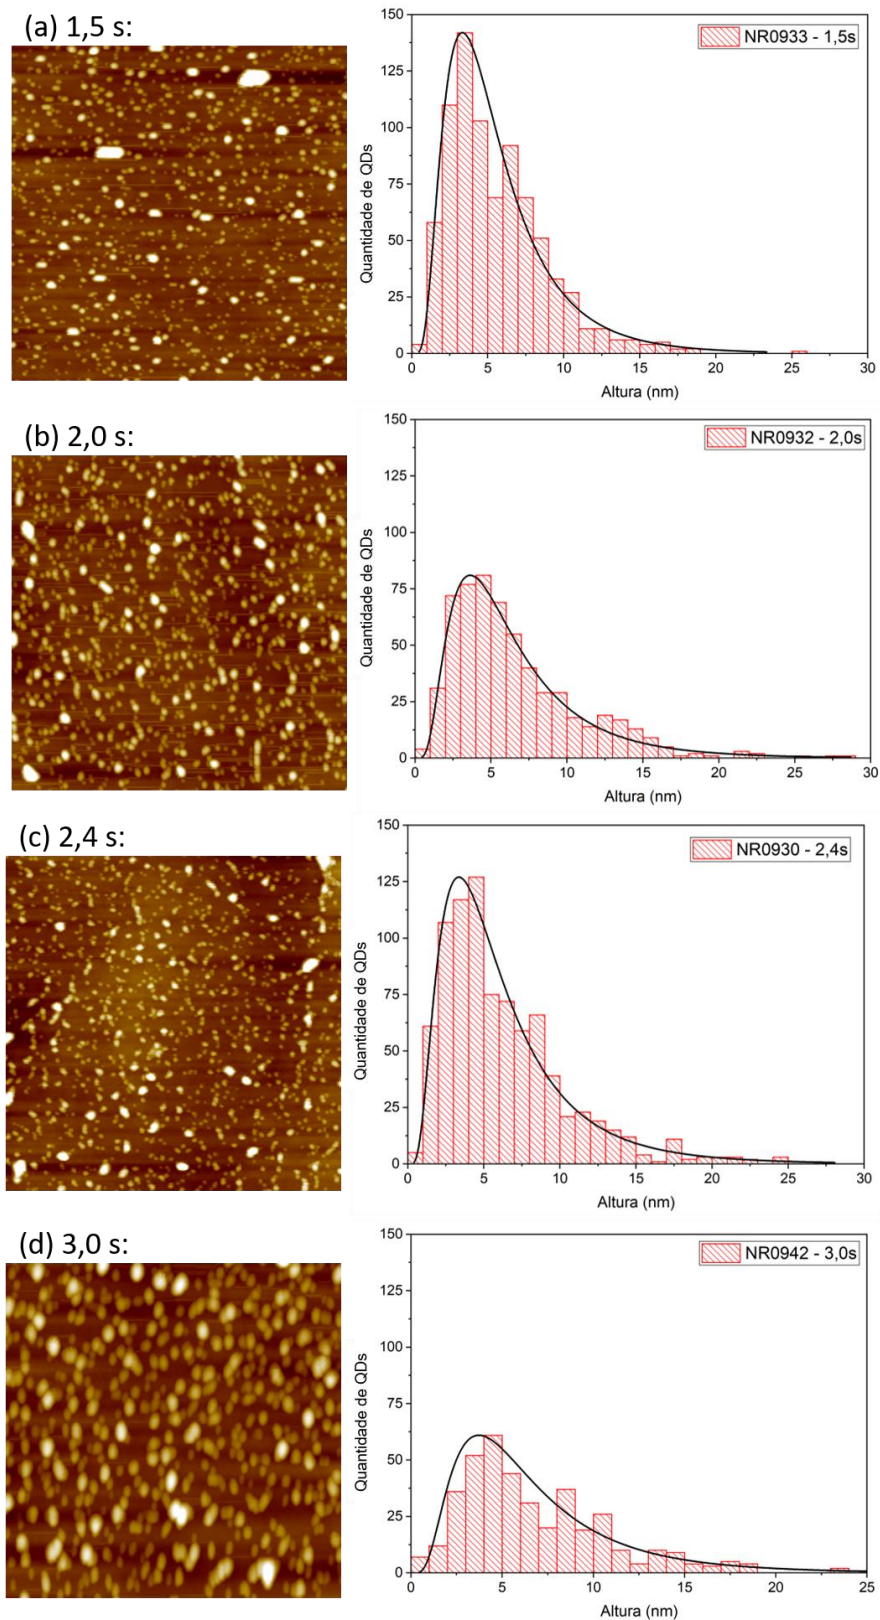 (a) 1,5 s:
150
125
100
75
50
25
0
Quantidade de QDs
NR0933 - 1,5s
0 5 10 15 20 25 30
Altura (nm)
(b) 2,0 s:
150
125
100
75
50
25
0
Quantidade de QDs
NR0932 - 2,0s
0 5 10 15 20 25 30
Altura (nm)
(c) 2,4 s:
150
125
100
75
50
25
0
Quantidade de QDs
NR0930 - 2,4s
0 5 10 15 20 25 30
Altura (nm)
(d) 3,0 s:
150
125
100
75
50
25
0
Quantidade de QDs
NR0942 - 3,0s
0 5 10 15 20 25
Altura (nm)